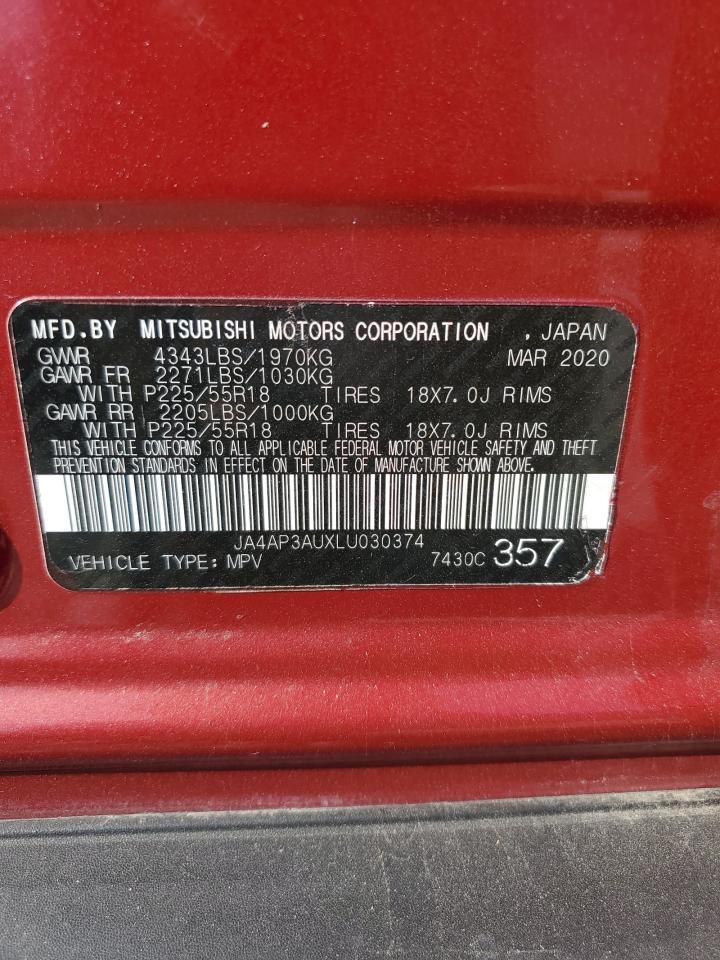 MFD.BY MITSUBISHI MOTORS CORPORATION , JAPAN
GVWR 4343LBS/1970KG MAR 2020
GAWR FR 2271LBS/1030KG
WITH P225/55R18 TIRES 18X7.0J RIMS
GAWR RR 2205LBS/1000KG
WITH P225/55R18 TIRES 18X7.0J RIMS
THIS VEHICLE CONFORMS TO ALL APPLICABLE FEDERAL MOTOR VEHICLE SAFETY AND THEFT
PREVENTION STANDARDS IN EFFECT ON THE DATE OF MANUFACTURE SHOWN ABOVE.
JA4AP3AUXLU030374
VEHICLE TYPE: MPV 7430C 357